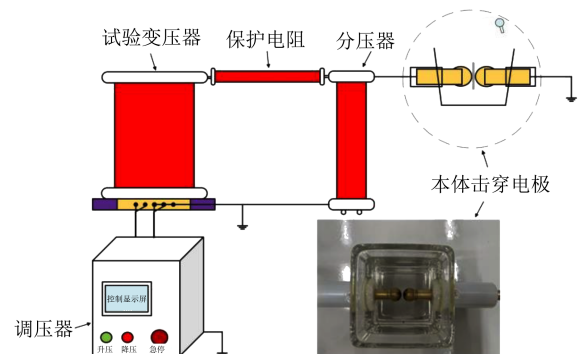 试验变压器
保护电阻
分压器
本体击穿电极
控制显示屏
调压器
升压
降压
急停